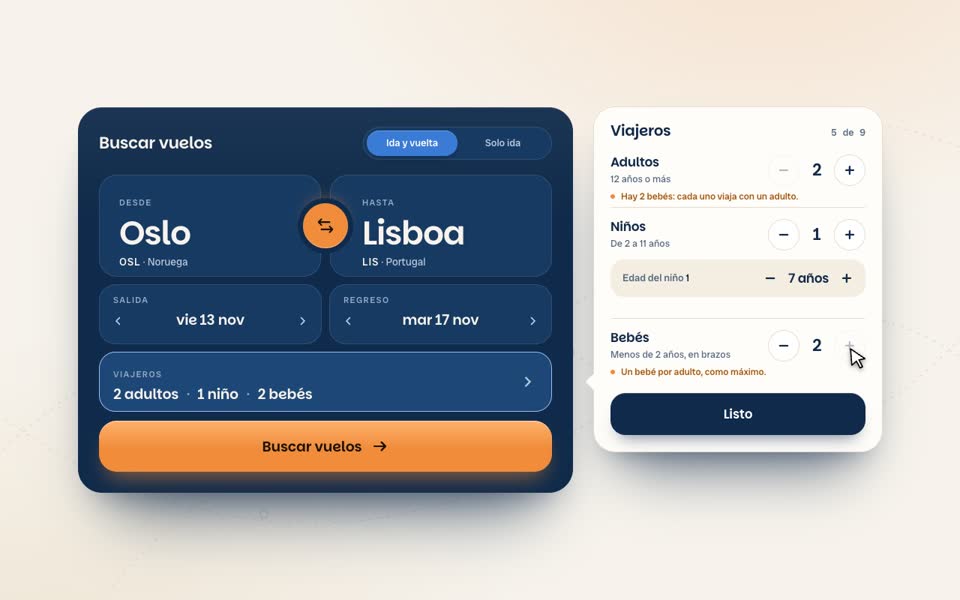 Buscar vuelos
Ida y vuelta
Solo ida
DESDE
Oslo
OSL · Noruega
HASTA
Lisboa
LIS · Portugal
SALIDA
vie 13 nov
REGRESO
mar 17 nov
VIAJEROS
2 adultos · 1 niño · 2 bebés
Buscar vuelos
Viajeros
5 de 9
Adultos
12 años o más
2
Hay 2 bebés: cada uno viaja con un adulto.
Niños
De 2 a 11 años
1
Edad del niño 1
7 años
Bebés
Menos de 2 años, en brazos
2
Un bebé por adulto, como máximo.
Listo